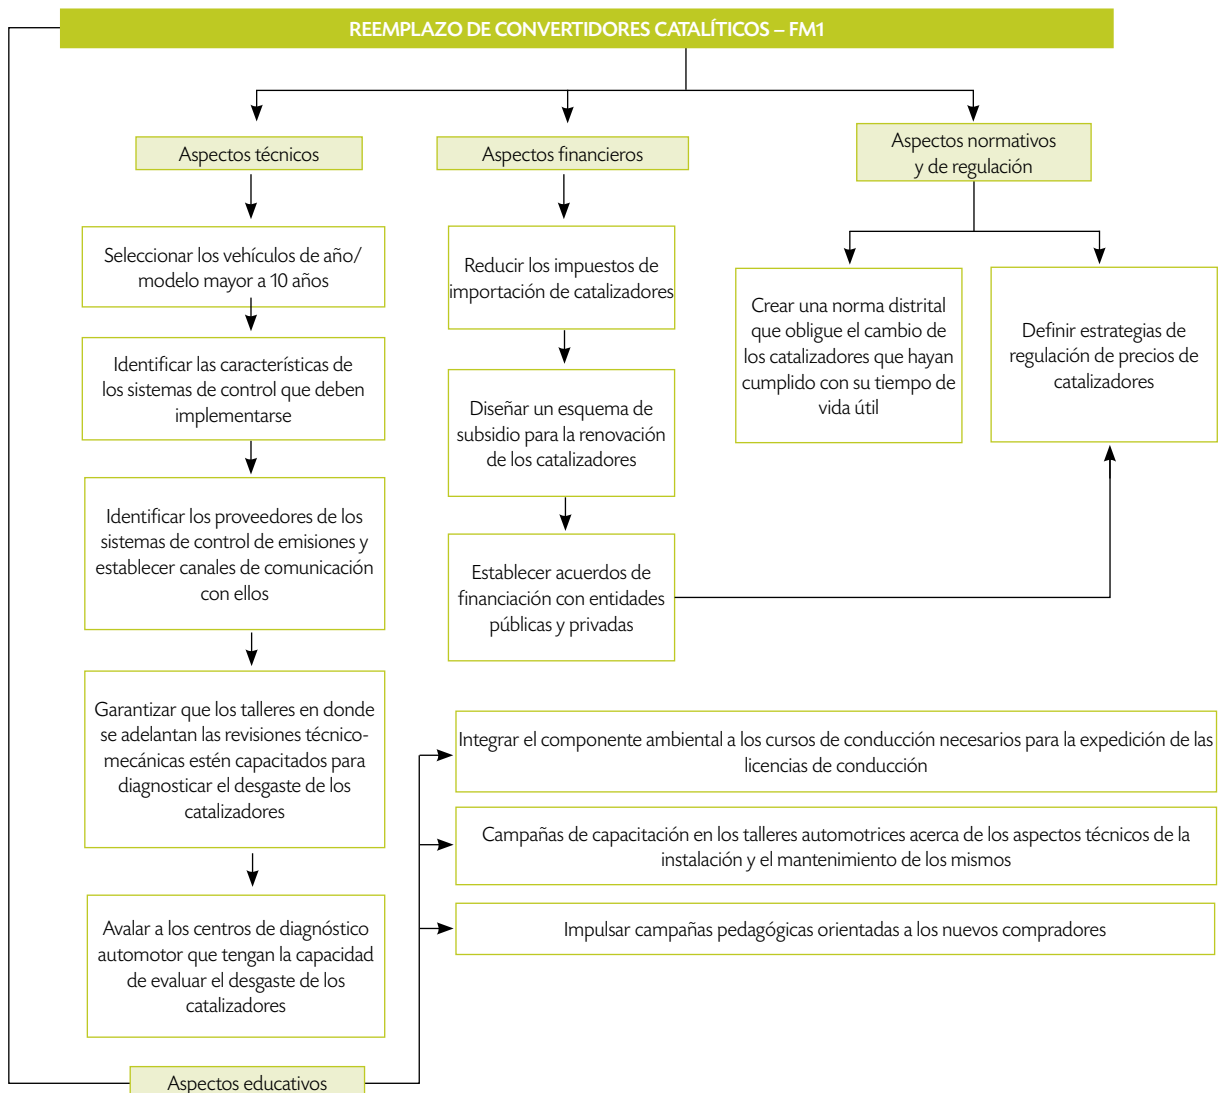 REEMPLAZO DE CONVERTIDORES CATALÍTICOS – FM1
Aspectos técnicos
Seleccionar los vehículos de año/
modelo mayor a 10 años
Identificar las características de
los sistemas de control que deben
implementarse
Identificar los proveedores de los
sistemas de control de emisiones y
establecer canales de comunicación
con ellos
Garantizar que los talleres en donde
se adelantan las revisiones técnico-
mecánicas estén capacitados para
diagnosticar el desgaste de los
catalizadores
Avalar a los centros de diagnóstico
automotor que tengan la capacidad
de evaluar el desgaste de los
catalizadores
Aspectos financieros
Reducir los impuestos de
importación de catalizadores
Diseñar un esquema de
subsidio para la renovación
de los catalizadores
Establecer acuerdos de
financiación con entidades
públicas y privadas
Aspectos normativos
y de regulación
Crear una norma distrital
que obligue el cambio de
los catalizadores que hayan
cumplido con su tiempo de
vida útil
Definir estrategias de
regulación de precios de
catalizadores
Aspectos educativos
Integrar el componente ambiental a los cursos de conducción necesarios para la expedición de las
licencias de conducción
Campañas de capacitación en los talleres automotrices acerca de los aspectos técnicos de la
instalación y el mantenimiento de los mismos
Impulsar campañas pedagógicas orientadas a los nuevos compradores